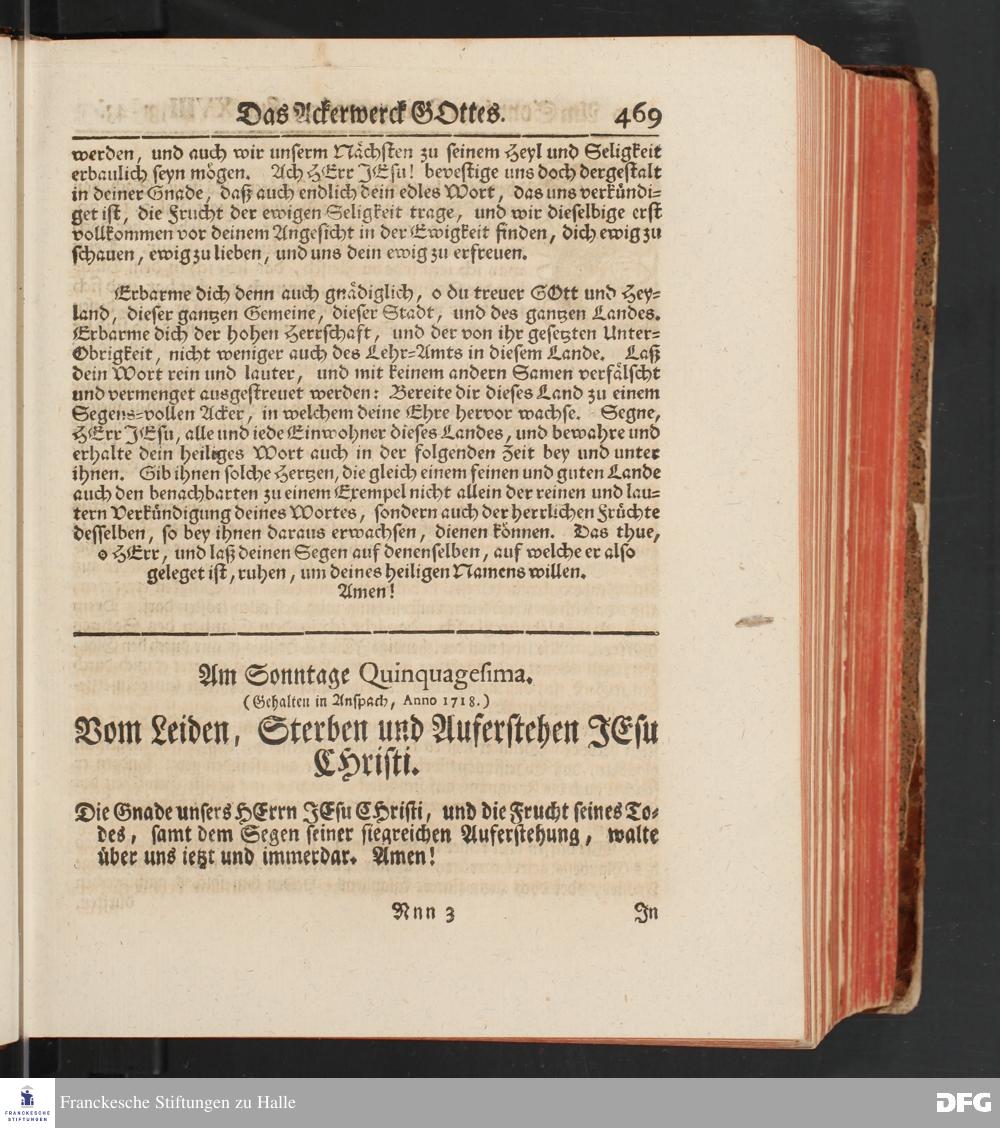 Das Ackerwerck GOttes. 469
werden, und auch wir unserm Nächsten zu seinem Heyl und Seligkeit
erbaulich seyn mögen. Ach HErr JEsu! bevestige uns doch dergestalt
in deiner Gnade, daß auch endlich dein edles Wort, das uns verkündi-
get ist, die Frucht der ewigen Seligkeit trage, und wir dieselbige erst
vollkommen vor deinem Angesicht in der Ewigkeit finden, dich ewig zu
schauen, ewig zu lieben, und uns dein ewig zu erfreuen.
Erbarme dich denn auch gnädiglich, o du treuer GOtt und Hey-
land, dieser gantzen Gemeine, dieser Stadt, und des gantzen Landes.
Erbarme dich der hohen Herrschaft, und der von ihr gesetzten Unter-
Obrigkeit, nicht weniger auch des Lehr-Amts in diesem Lande. Laß
dein Wort rein und lauter, und mit keinem andern Samen verfälscht
und vermenget ausgestreuet werden: Bereite dir dieses Land zu einem
Segens-vollen Acker, in welchem deine Ehre hervor wachse. Segne,
HErr JEsu, alle und iede Einwohner dieses Landes, und bewahre und
erhalte dein heiliges Wort auch in der folgenden Zeit bey und unter
ihnen. Gib ihnen solche Hertzen, die gleich einem feinen und guten Lande
auch den benachbarten zu einem Exempel nicht allein der reinen und lau-
tern Verkündigung deines Wortes, sondern auch der herrlichen Früchte
desselben, so bey ihnen daraus erwachsen, dienen können. Das thue,
o HErr, und laß deinen Segen auf denenselben, auf welche er also
geleget ist, ruhen, um deines heiligen Namens willen.
Amen!
Am Sonntage Quinquagesima.
(Gehalten in Anspach, Anno 1718.)
Vom Leiden, Sterben und Auferstehen JEsu
CHristi.
Die Gnade unsers HErrn JEsu CHristi, und die Frucht seines To-
des, samt dem Segen seiner siegreichen Auferstehung, walte
über uns ietzt und immerdar. Amen!
Nnn 3 In
FRANCKESCHE
STIFTUNGEN
Franckesche Stiftungen zu Halle
DFG